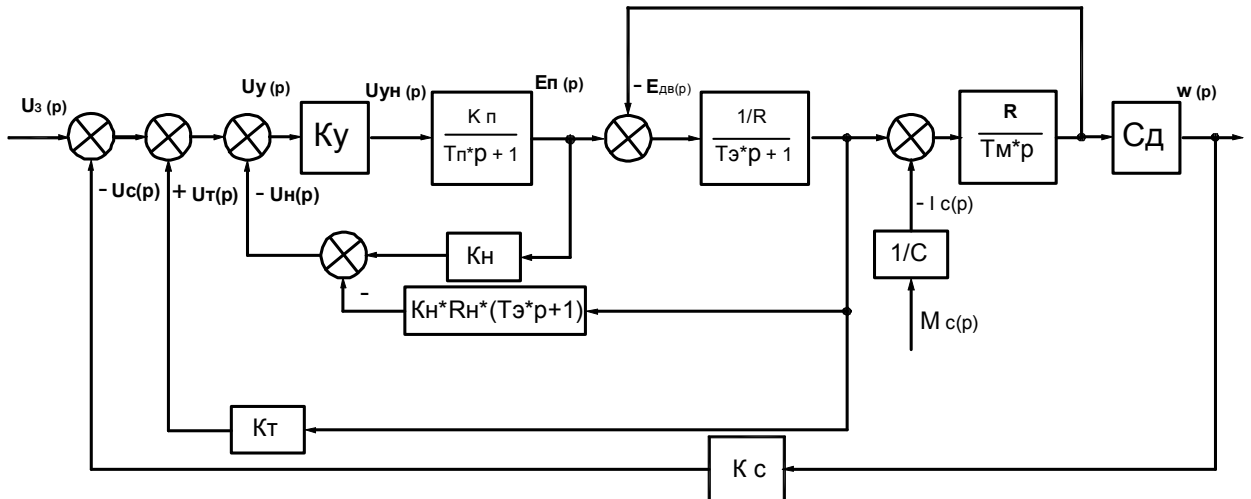 Uз (p)
Uу(p)
Uун (p)
Eп (p)
- Eдв(p)
w (p)
Ку
K п
Тп*p + 1
1/R
Тэ*p + 1
R
Тм*p
Сд
- Uс(p)
+ Uт(p)
- Uн(p)
- I с(p)
Кн
1/С
-
Кн*Rн*(Тэ*p+1)
М с(p)
Кт
К с